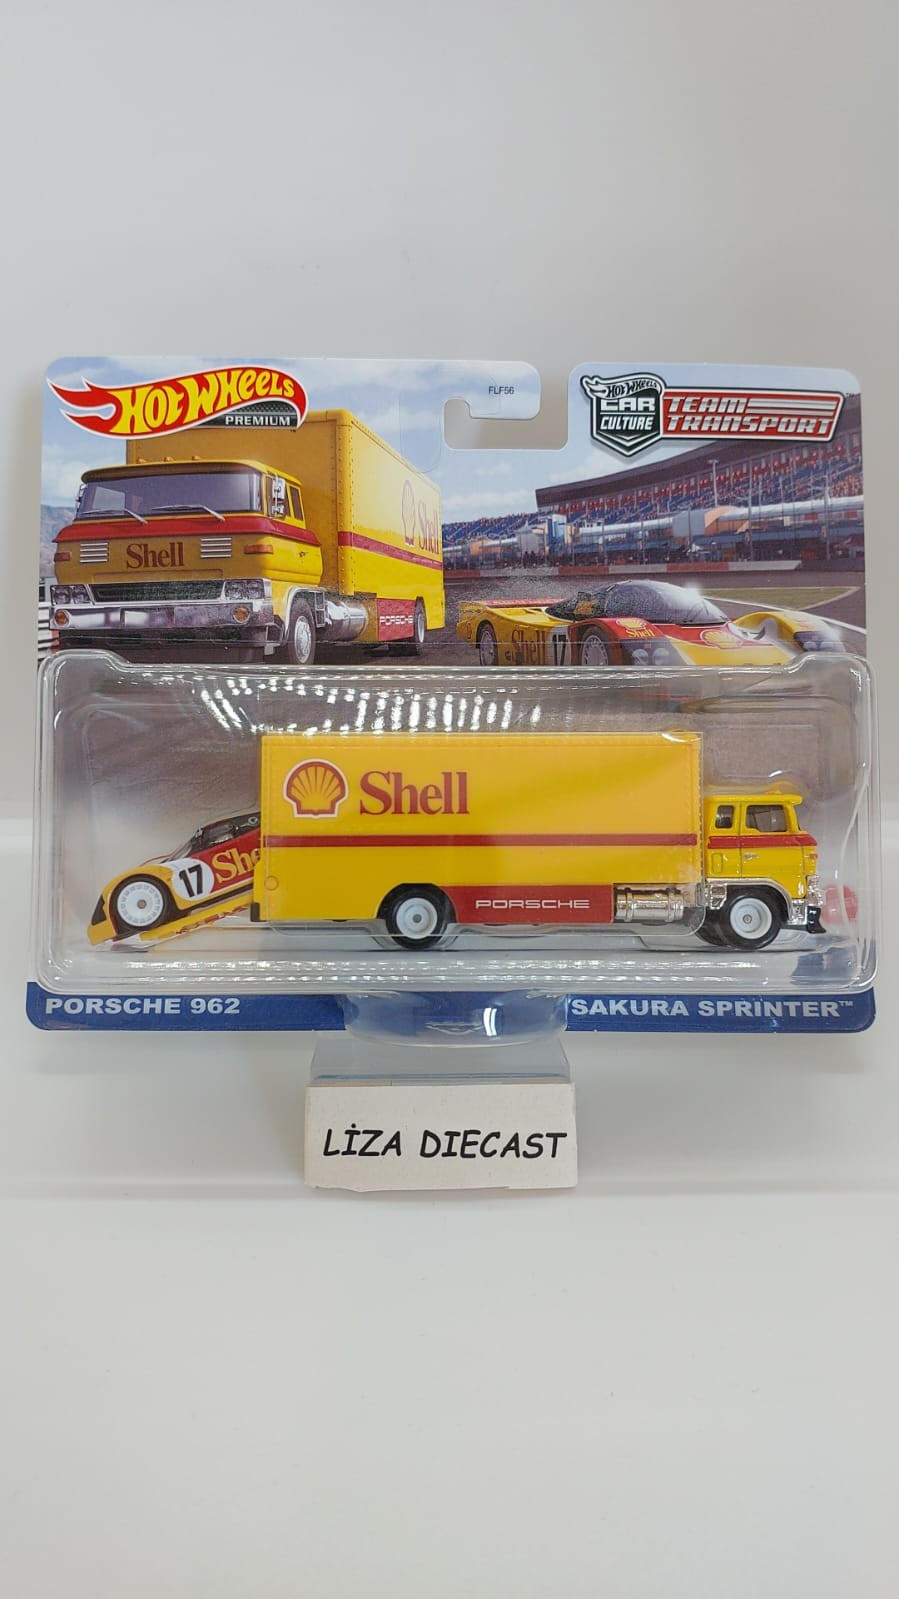 HOT WHEELS
PREMIUM
FLF56
HOT WHEELS
CAR
CULTURE
TEAM
TRANSPORT
Shell
Shell
PORSCHE
Shell
17
Shell
Shell
PORSCHE
17
She
PORSCHE 962
SAKURA SPRINTER™
LİZA DIECAST